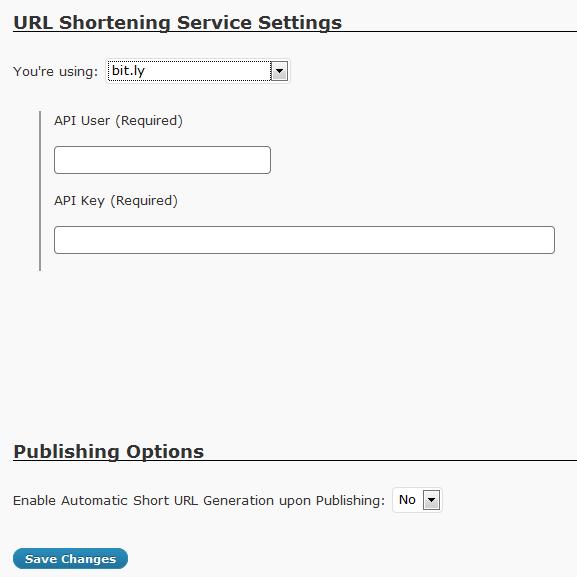 URL Shortening Service Settings
You're using: bit.ly
API User (Required)
API Key (Required)
Publishing Options
Enable Automatic Short URL Generation upon Publishing: No
Save Changes